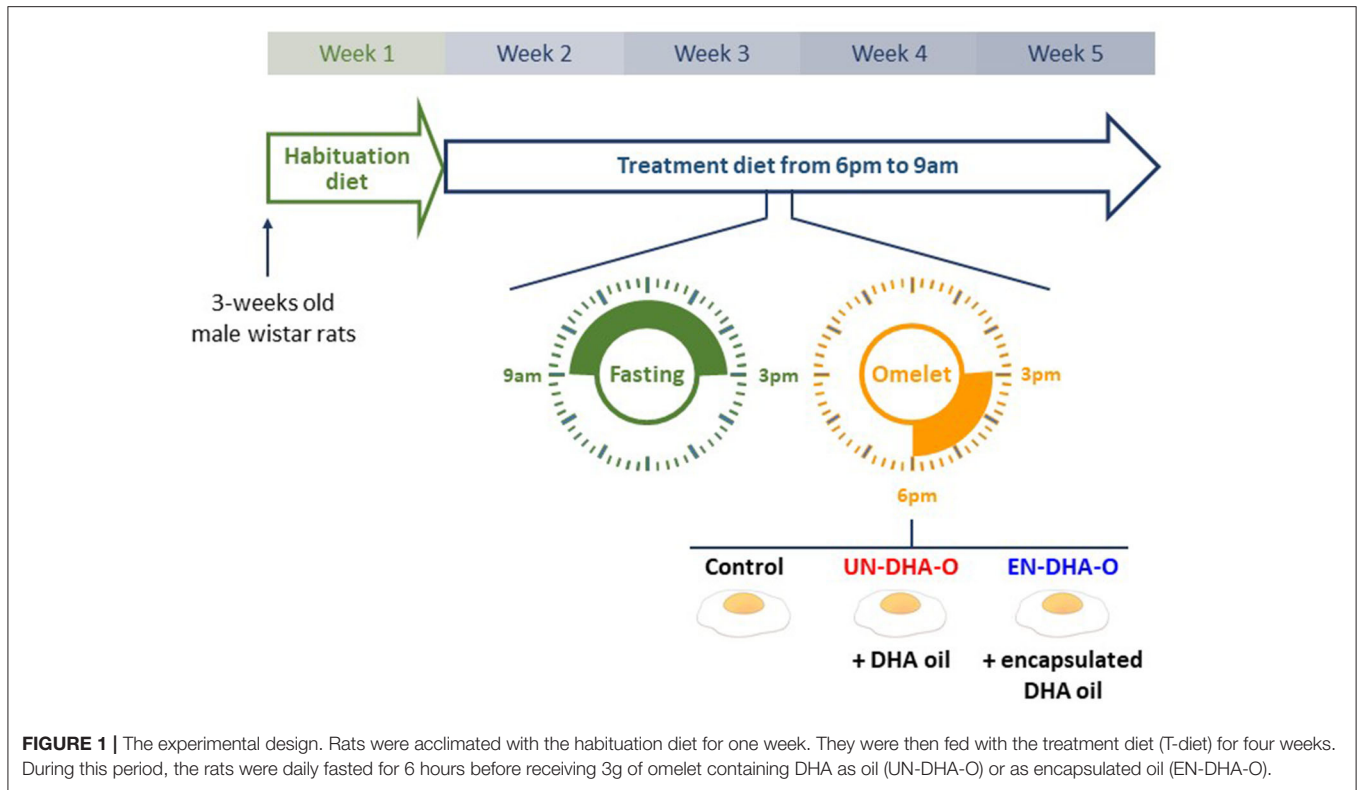 Week 1 Week 2 Week 3 Week 4 Week 5
Habituation
diet
Treatment diet from 6pm to 9am
3-weeks old
male wistar rats
9am Fasting 3pm
Omelet 3pm
6pm
Control UN-DHA-O EN-DHA-O
+ DHA oil + encapsulated
DHA oil
FIGURE 1 | The experimental design. Rats were acclimated with the habituation diet for one week. They were then fed with the treatment diet (T-diet) for four weeks.
During this period, the rats were daily fasted for 6 hours before receiving 3g of omelet containing DHA as oil (UN-DHA-O) or as encapsulated oil (EN-DHA-O).